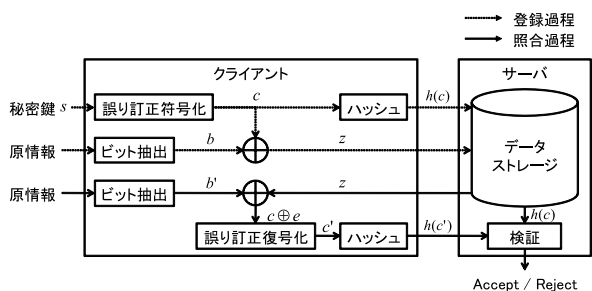 登録過程
照合過程
クライアント
サーバ
秘密鍵 s
誤り訂正符号化
c
ハッシュ
h(c)
原情報
ビット抽出
b
z
データ
ストレージ
原情報
ビット抽出
b'
z
c⊕e
h(c)
誤り訂正復号化
c'
ハッシュ
h(c')
検証
Accept / Reject